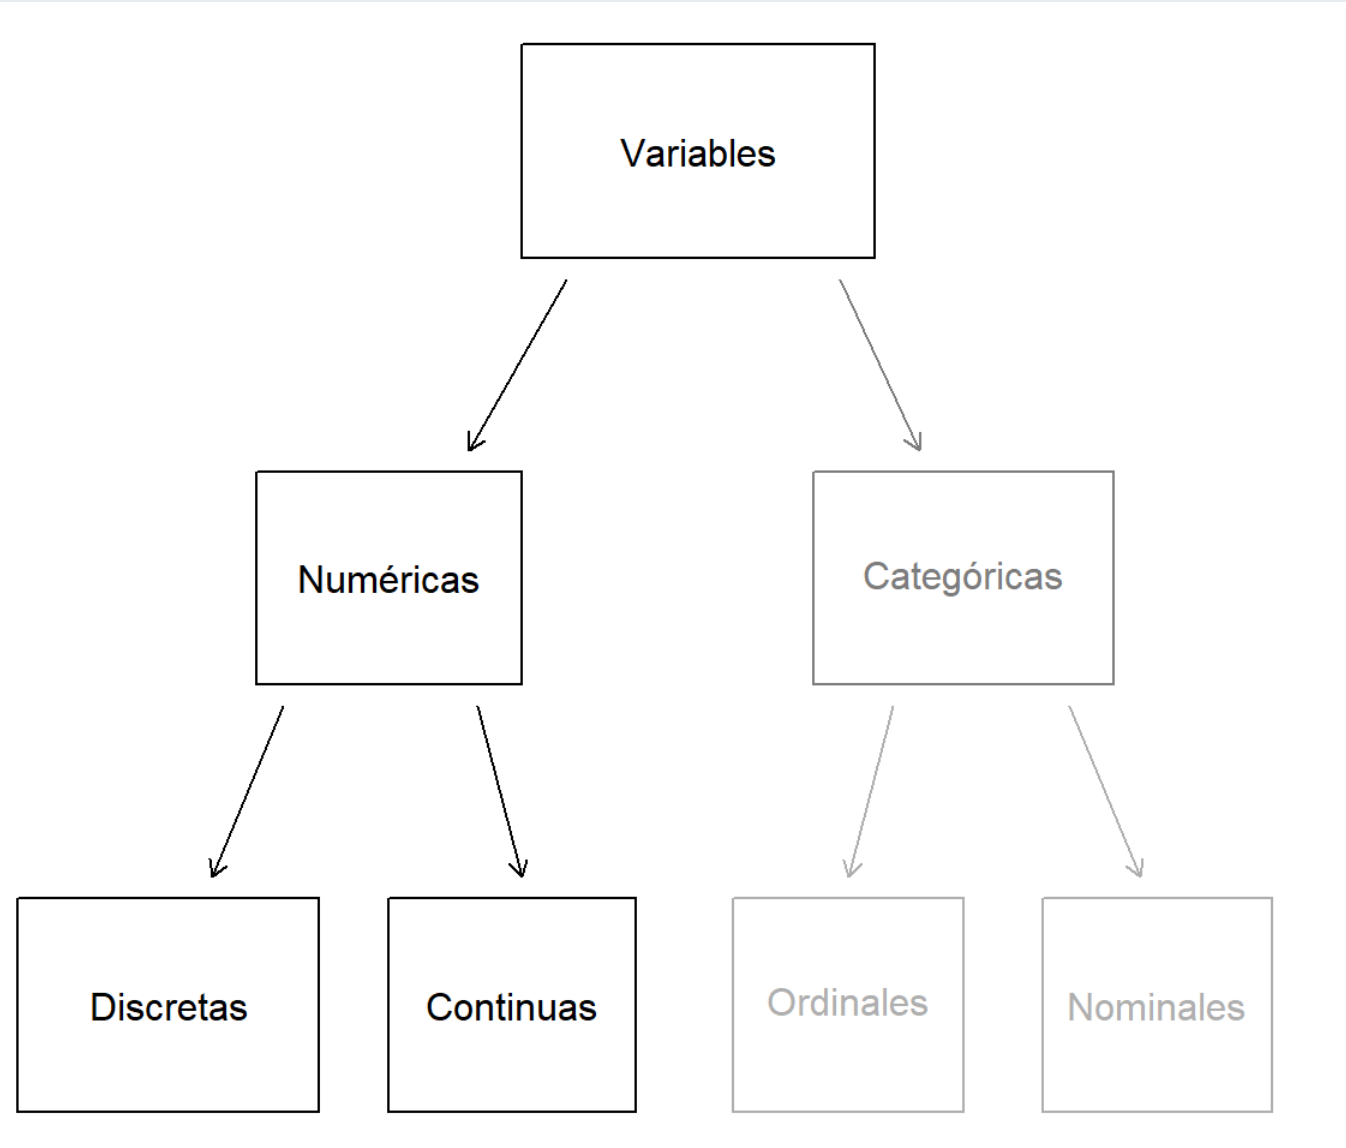 Variables
Numéricas
Categóricas
Discretas
Continuas
Ordinales
Nominales